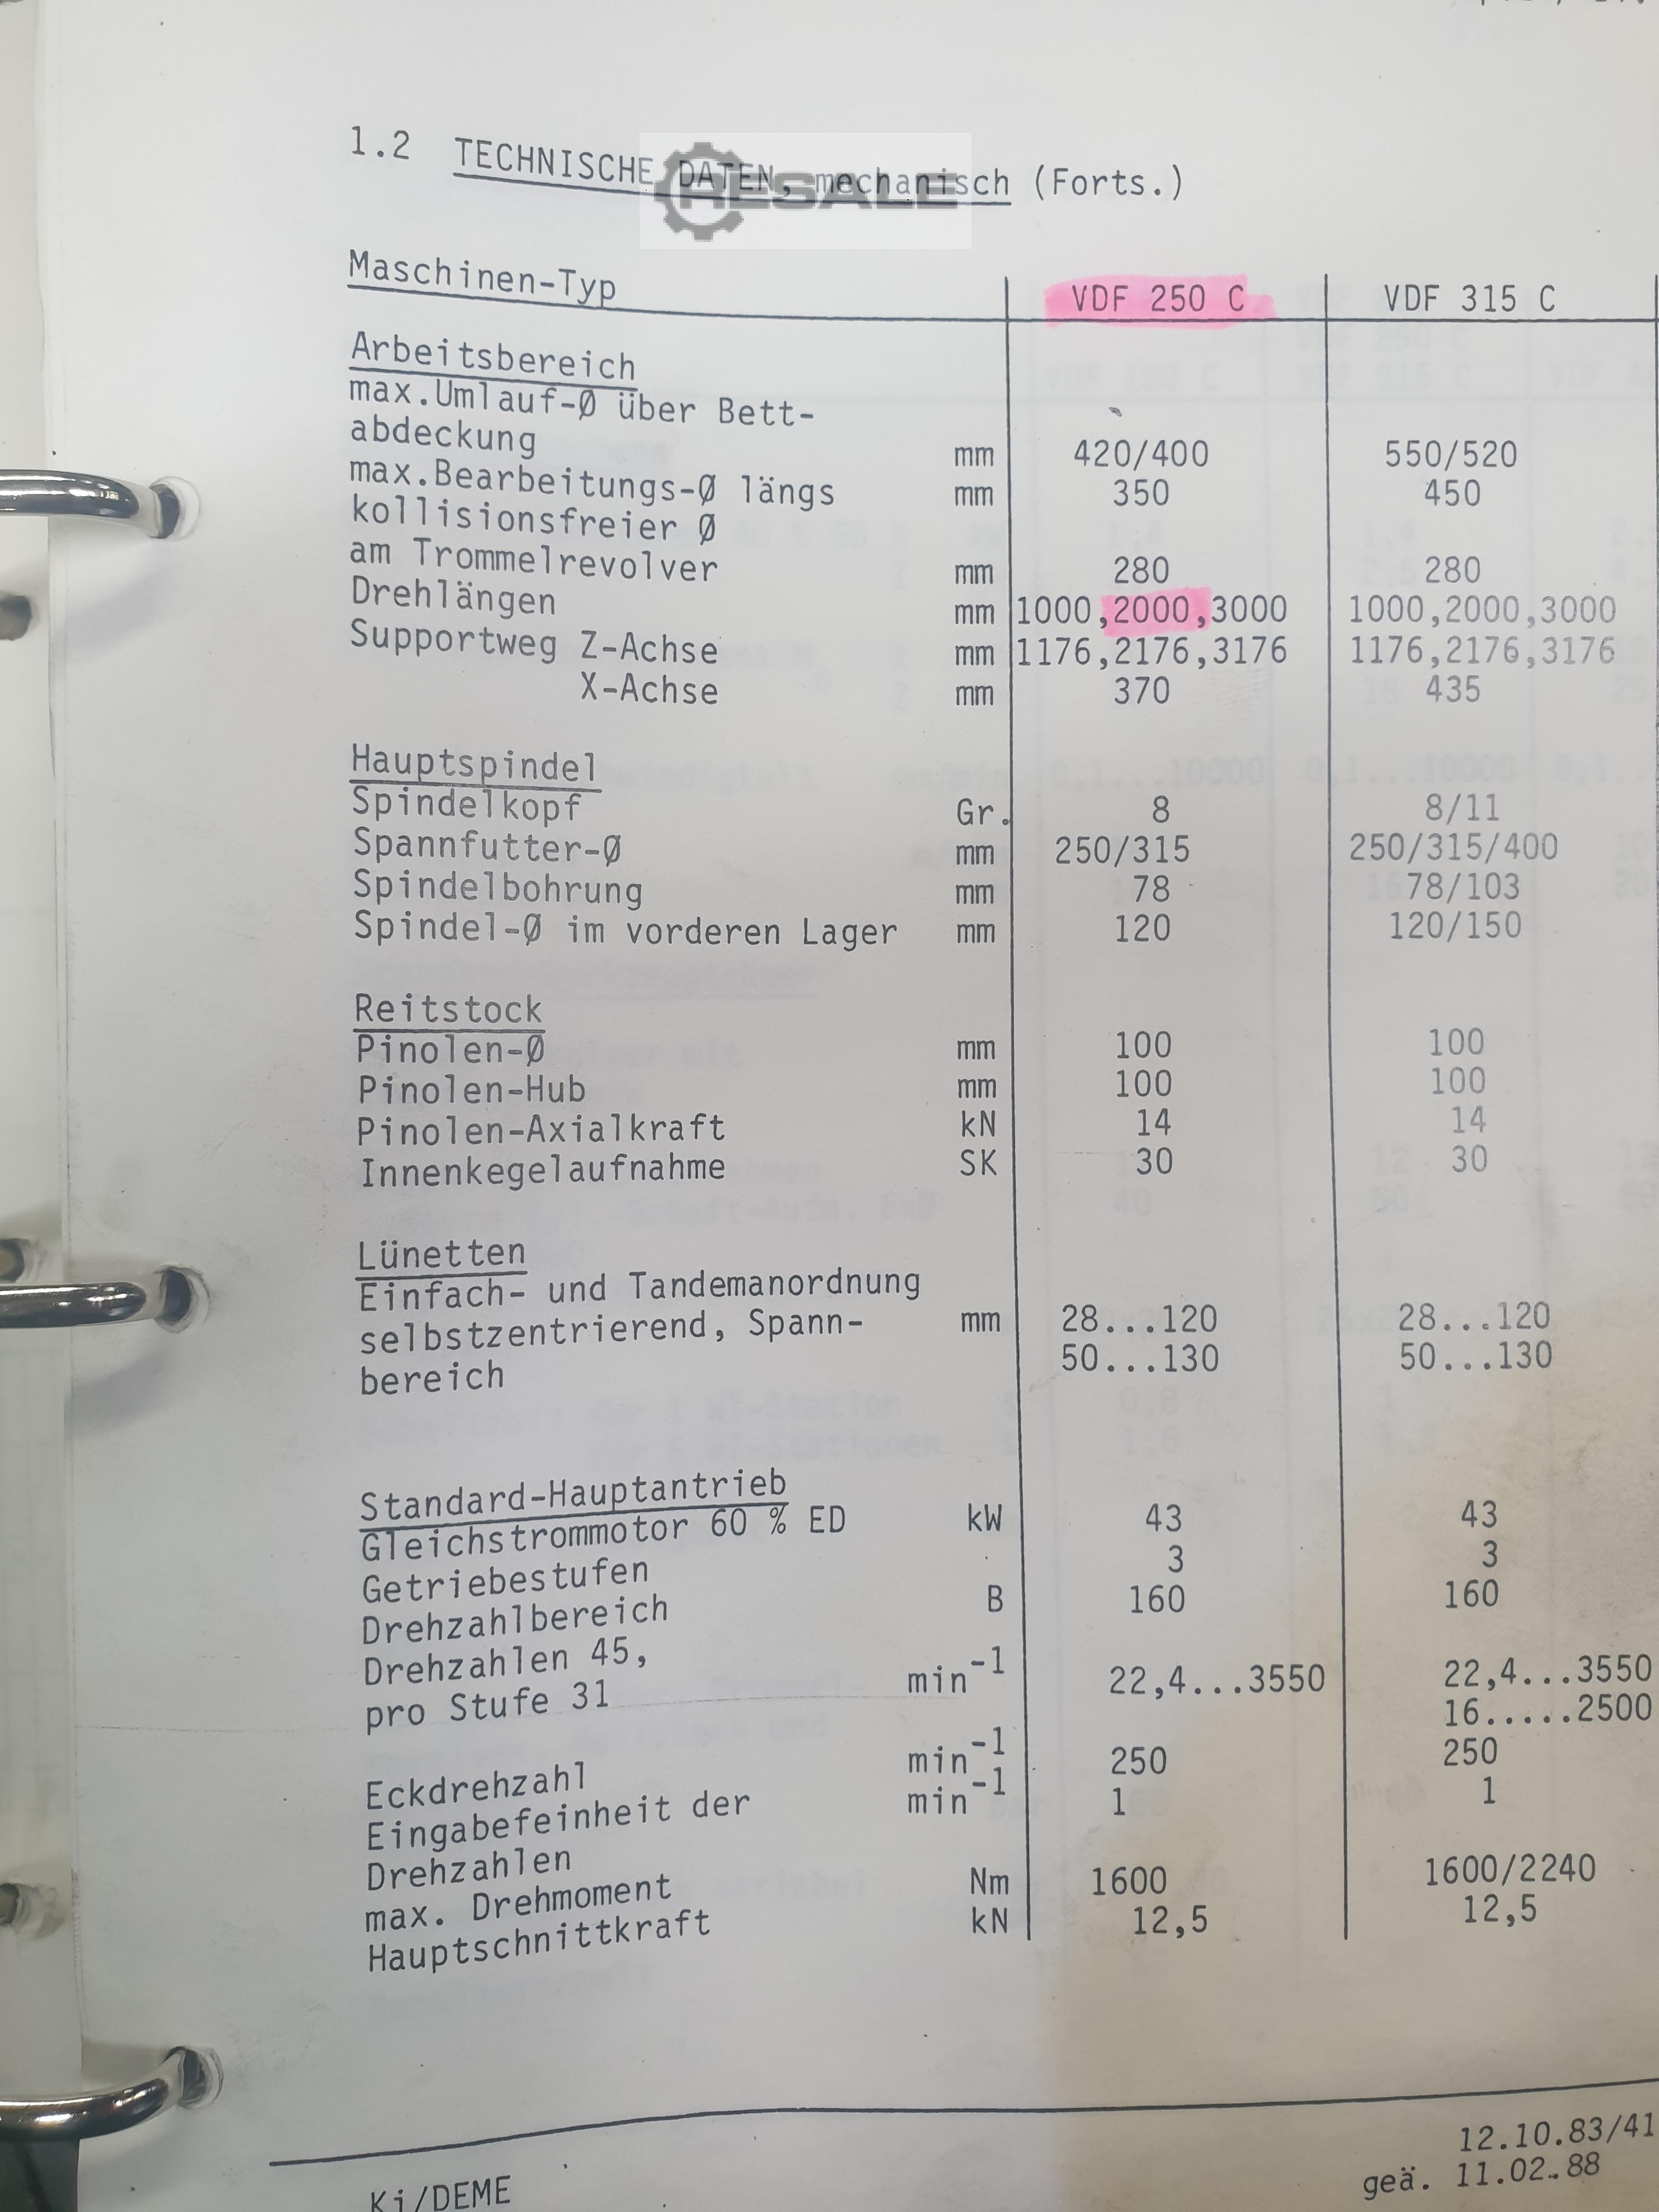 1.2 TECHNISCHE DATEN, mechanisch (Forts.)
RESALE
Maschinen-Typ VDF 250 C VDF 315 C
Arbeitsbereich
max.Umlauf-Ø über Bett-
abdeckung mm 420/400 550/520
max.Bearbeitungs-Ø längs mm 350 450
kollisionsfreier Ø
am Trommelrevolver mm 280 280
Drehlängen mm 1000,2000,3000 1000,2000,3000
Supportweg Z-Achse mm 1176,2176,3176 1176,2176,3176
X-Achse mm 370 435
Hauptspindel
Spindelkopf Gr. 8 8/11
Spannfutter-Ø mm 250/315 250/315/400
Spindelbohrung mm 78 78/103
Spindel-Ø im vorderen Lager mm 120 120/150
Reitstock
Pinolen-Ø mm 100 100
Pinolen-Hub mm 100 100
Pinolen-Axialkraft kN 14 14
Innenkegelaufnahme SK 30 30
Lünetten
Einfach- und Tandemanordnung
selbstzentrierend, Spann- mm 28...120 28...120
bereich 50...130 50...130
Standard-Hauptantrieb
Gleichstrommotor 60 % ED kW 43 43
Getriebestufen 3 3
Drehzahlbereich B 160 160
Drehzahlen 45,
pro Stufe 31 min-1 22,4...3550 22,4...3550
16.....2500
Eckdrehzahl min-1 250 250
Eingabefeinheit der min-1 1 1
Drehzahlen
max. Drehmoment Nm 1600 1600/2240
Hauptschnittkraft kN 12,5 12,5
12.10.83/41
geä. 11.02.88
Ki/DEME